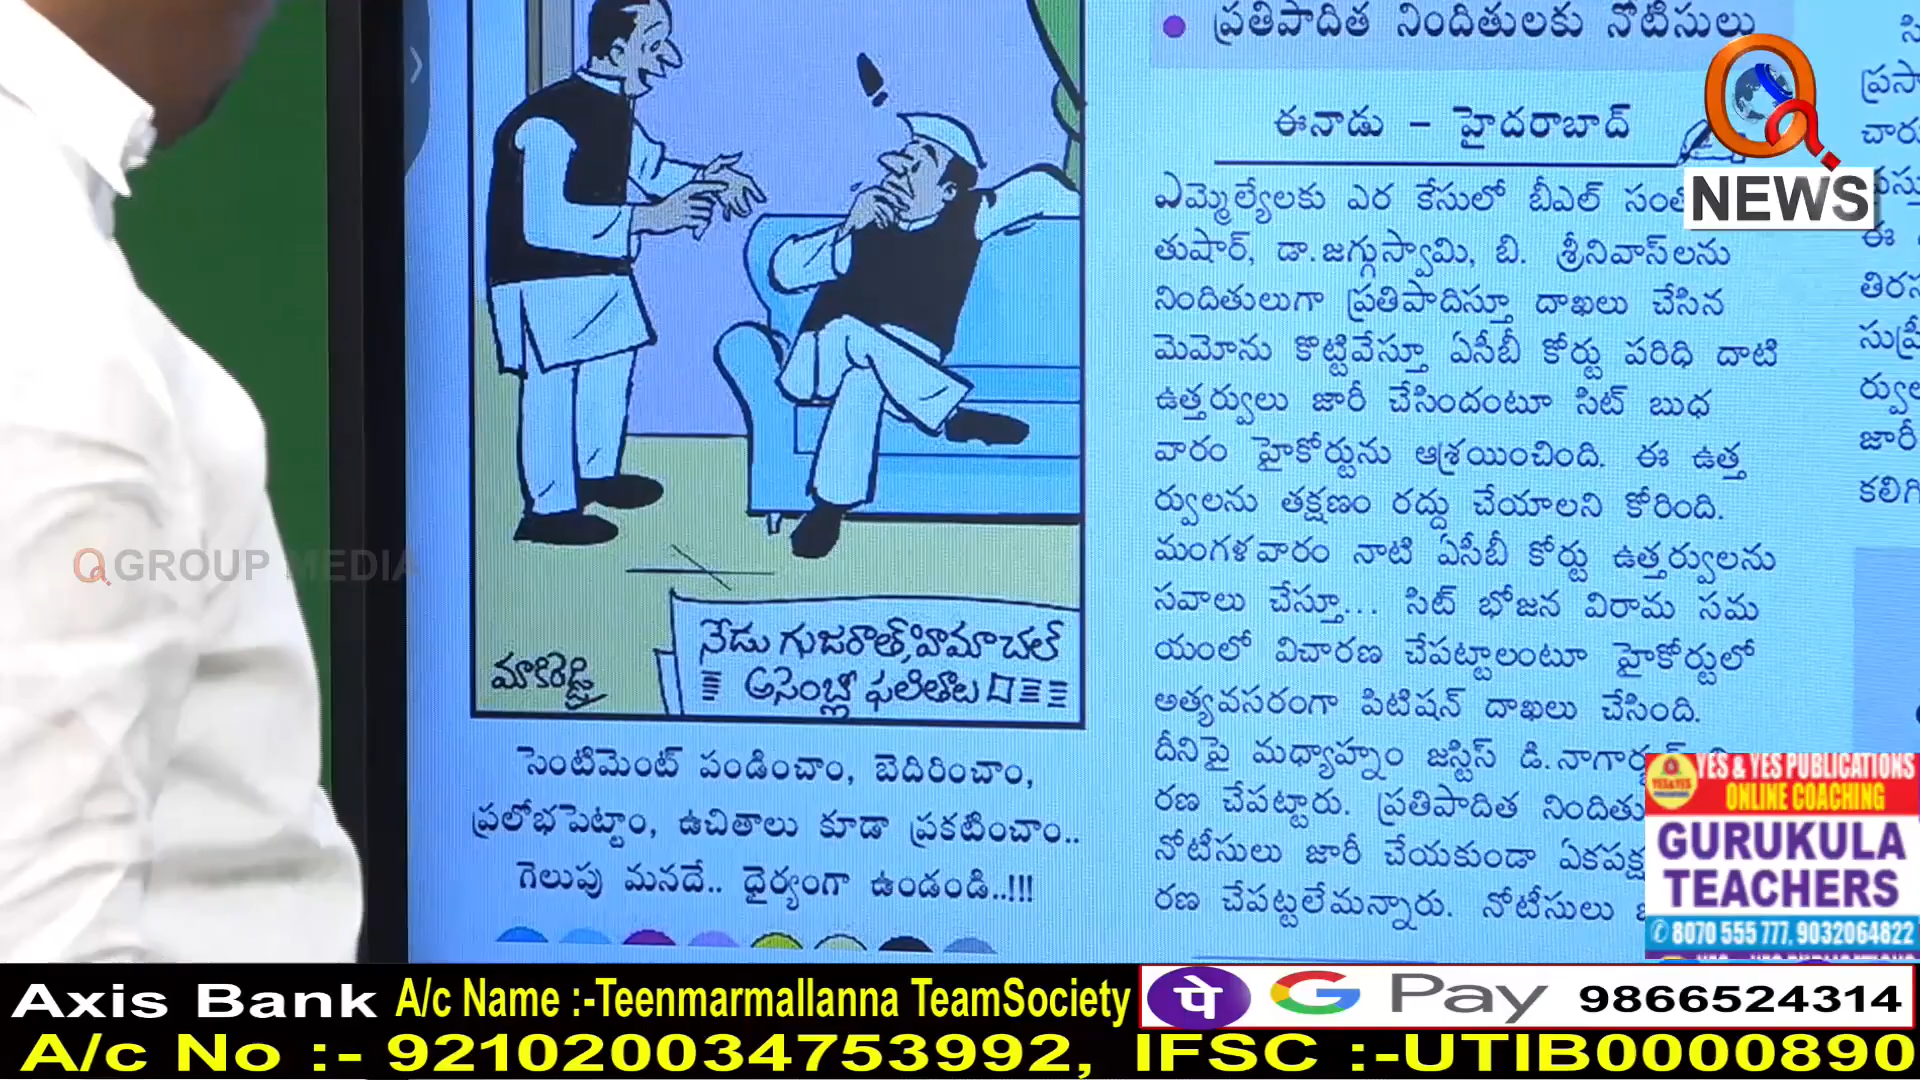 నేడు గుజరాత్,హిమాచల్
అసెంబ్లీ ఫలితాలు
సెంటిమెంట్ పండించాం, బెదిరించాం,
ప్రలోభపెట్టాం, ఉచితాలు కూడా ప్రకటించాం..
గెలుపు మనదే.. ధైర్యంగా ఉండండి..!!!
ప్రతిపాదిత నిందితులకు నోటీసులు
ఈనాడు – హైదరాబాద్
ఎమ్మెల్యేలకు ఎర కేసులో బీఎల్
తుషార్, డా.జగ్గుస్వామి, బి. శ్రీనివాస్‌లను
నిందితులుగా ప్రతిపాదిస్తూ దాఖలు చేసిన
మెమోను కొట్టివేస్తూ ఏసీబీ కోర్టు పరిధి దాటి
ఉత్తర్వులు జారీ చేసిందంటూ సిట్ బుధ
వారం హైకోర్టును ఆశ్రయించింది. ఈ ఉత్త
ర్వులను తక్షణం రద్దు చేయాలని కోరింది.
మంగళవారం నాటి ఏసీబీ కోర్టు ఉత్తర్వులను
సవాలు చేస్తూ... సిట్ భోజన విరామ సమ
యంలో విచారణ చేపట్టాలంటూ హైకోర్టులో
అత్యవసరంగా పిటిషన్ దాఖలు చేసింది.
దీనిపై మధ్యాహ్నం జస్టిస్ డి.
రణ చేపట్టారు. ప్రతిపాదిత
నోటీసులు జారీ చేయకుండా
రణ చేపట్టలేమన్నారు. నోటీసులు
ఈ
జారీ
Q
NEWS
Q GROUP MEDIA
YES & YES PUBLICATIONS
ONLINE COACHING
GURUKULA
TEACHERS
8070 555 777, 9032064822
Axis Bank A/c Name :-Teenmarmallanna TeamSociety
पे G Pay 9866524314
A/c No :- 921020034753992, IFSC :-UTIB0000890